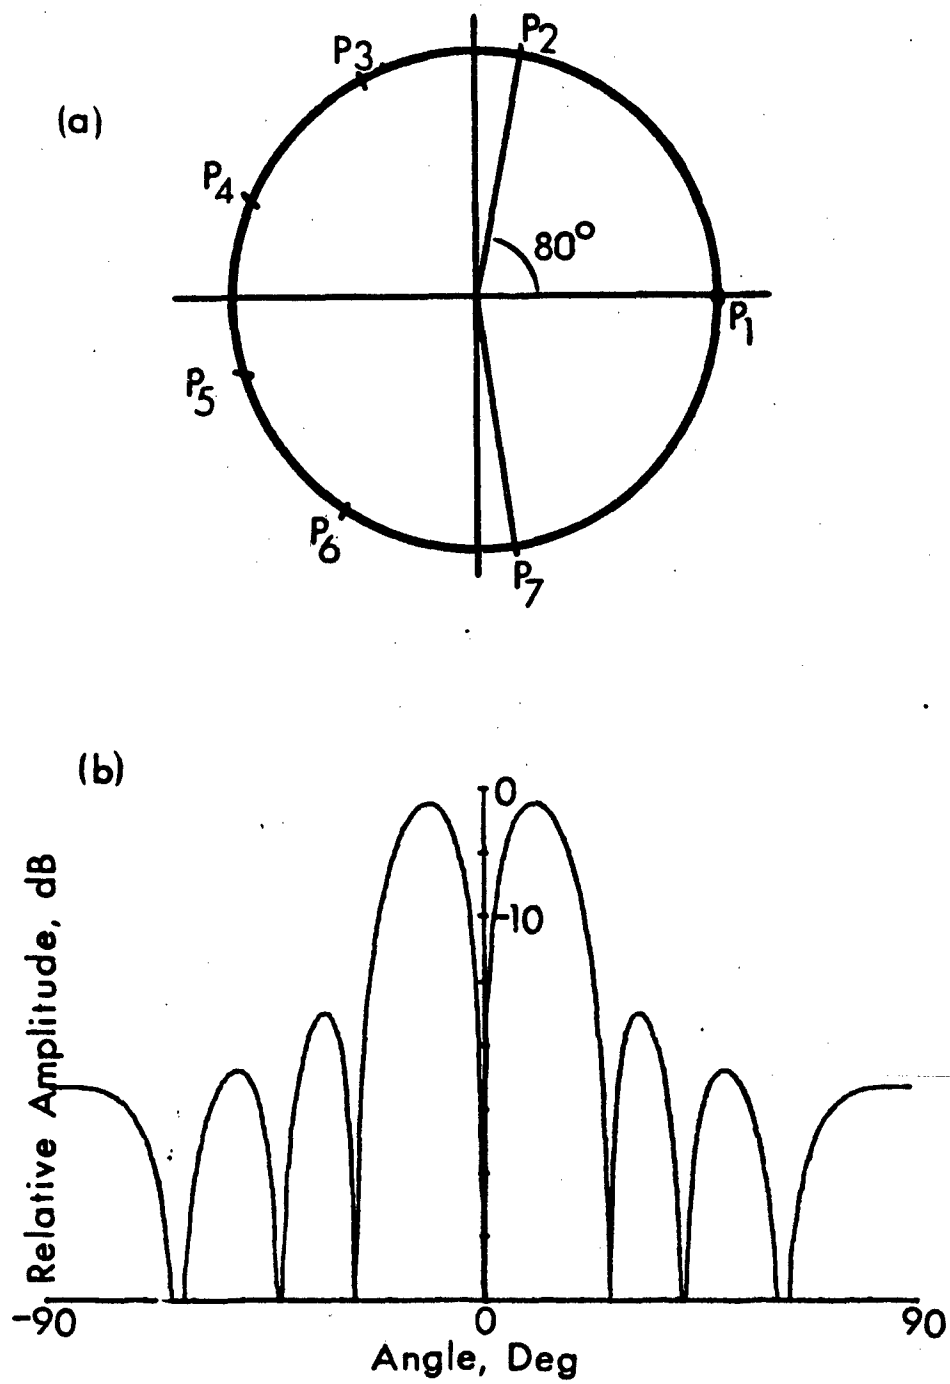 (a)
P2
P3
P4
80°
P1
P5
P6
P7
(b)
0
-10
Relative Amplitude, dB
-90
0
90
Angle, Deg